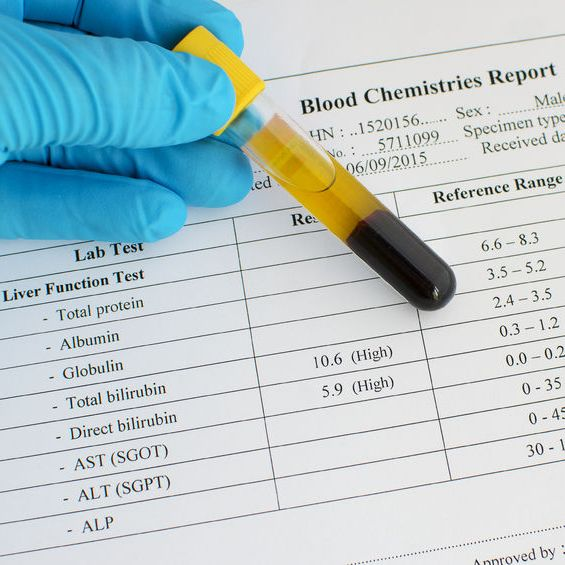 Blood Chemistries Report
HN : ..1520156...... Sex : Male
No. : 5711099 Specimen type
06/09/2015 Received da
Lab Test Res Reference Range
Liver Function Test
- Total protein 6.6 – 8.3
- Albumin 3.5 – 5.2
- Globulin 2.4 – 3.5
- Total bilirubin 10.6 (High) 0.3 – 1.2
- Direct bilirubin 5.9 (High) 0.0 – 0.2
- AST (SGOT) 0 - 35
- ALT (SGPT) 0 - 45
- ALP 30 - 1
Approved by :